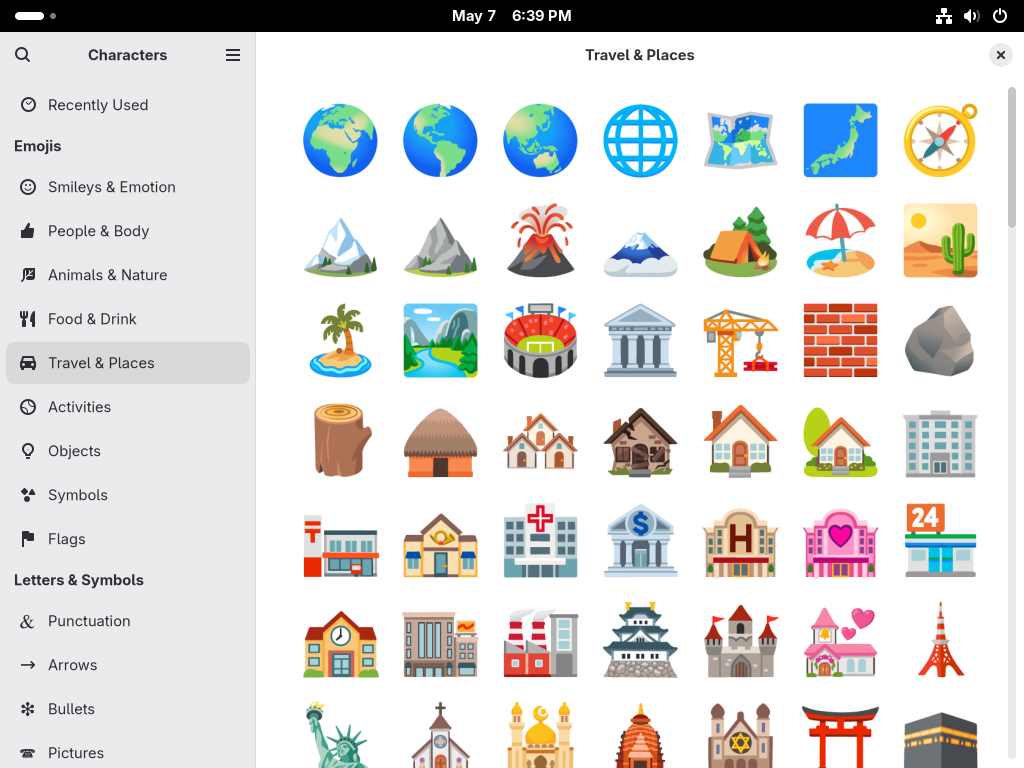 May 7 6:39 PM
Characters
Travel & Places
Recently Used
Emojis
Smileys & Emotion
People & Body
Animals & Nature
Food & Drink
Travel & Places
Activities
Objects
Symbols
Flags
Letters & Symbols
& Punctuation
Arrows
Bullets
Pictures
$
H
24